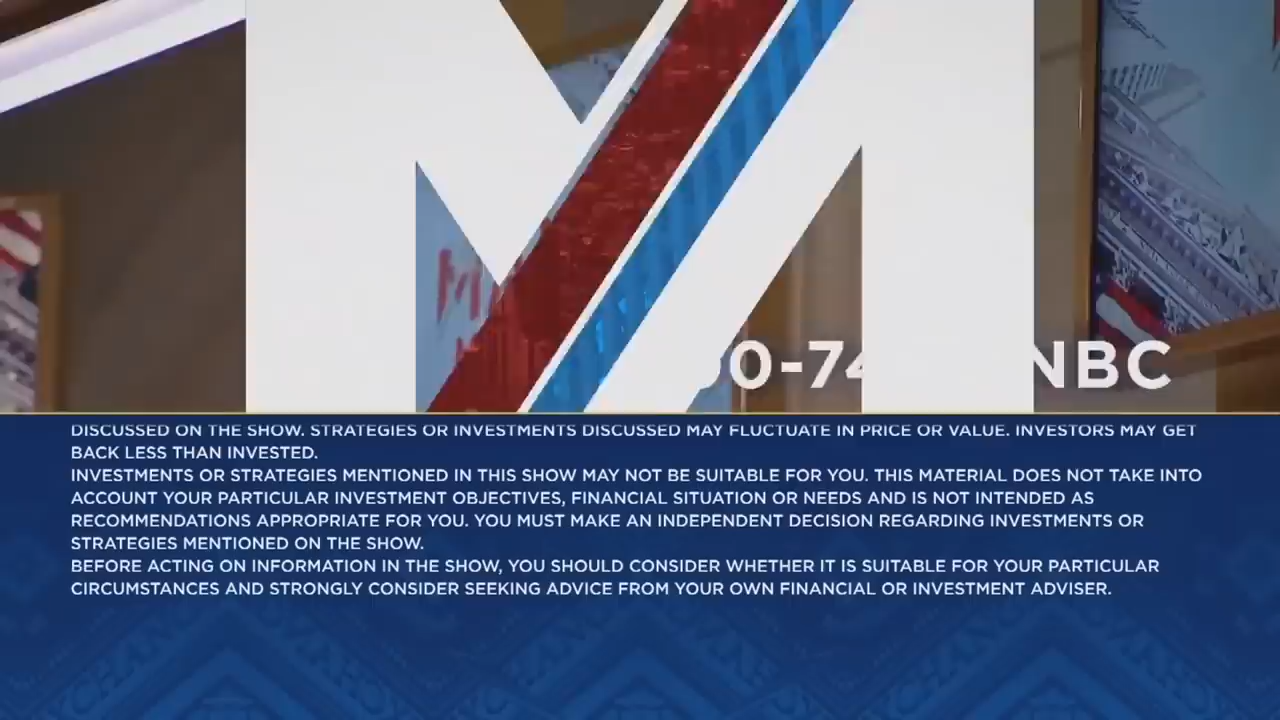 M
0-74 NBC
DISCUSSED ON THE SHOW. STRATEGIES OR INVESTMENTS DISCUSSED MAY FLUCTUATE IN PRICE OR VALUE. INVESTORS MAY GET
BACK LESS THAN INVESTED.
INVESTMENTS OR STRATEGIES MENTIONED IN THIS SHOW MAY NOT BE SUITABLE FOR YOU. THIS MATERIAL DOES NOT TAKE INTO
ACCOUNT YOUR PARTICULAR INVESTMENT OBJECTIVES, FINANCIAL SITUATION OR NEEDS AND IS NOT INTENDED AS
RECOMMENDATIONS APPROPRIATE FOR YOU. YOU MUST MAKE AN INDEPENDENT DECISION REGARDING INVESTMENTS OR
STRATEGIES MENTIONED ON THE SHOW.
BEFORE ACTING ON INFORMATION IN THE SHOW, YOU SHOULD CONSIDER WHETHER IT IS SUITABLE FOR YOUR PARTICULAR
CIRCUMSTANCES AND STRONGLY CONSIDER SEEKING ADVICE FROM YOUR OWN FINANCIAL OR INVESTMENT ADVISER.